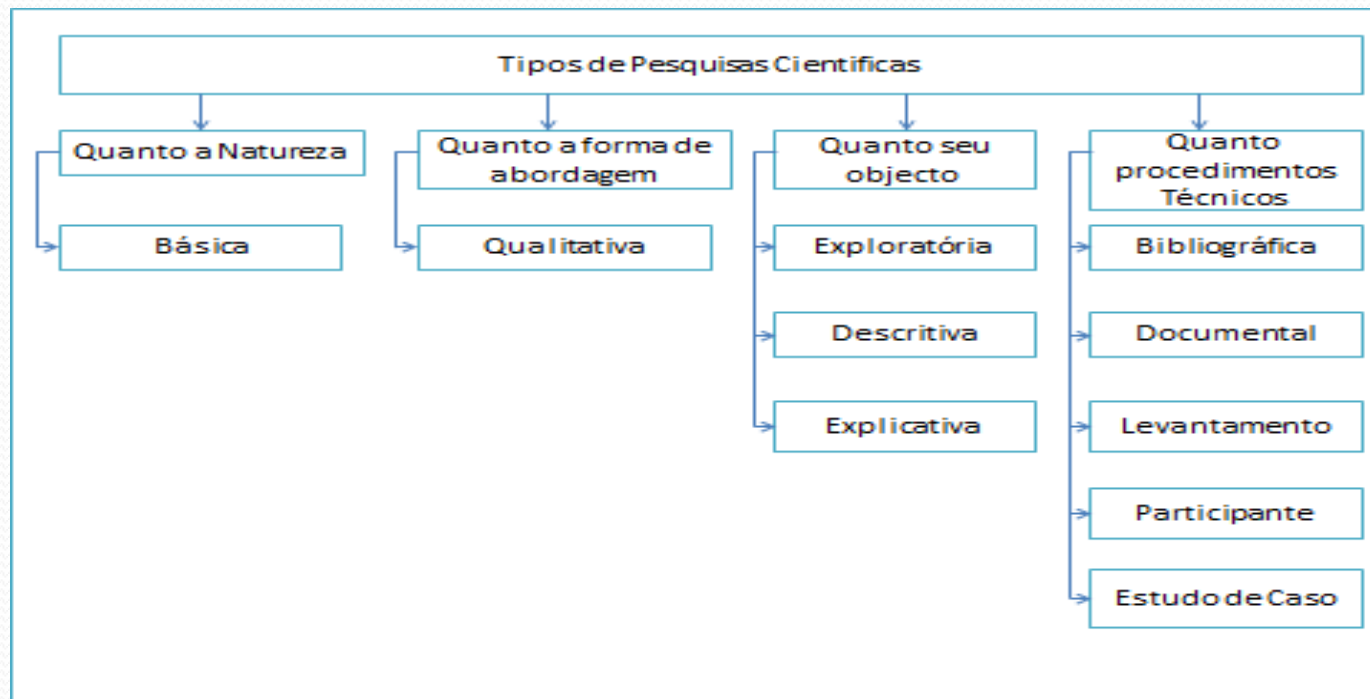 Tipos de Pesquisas Cientificas
Quanto a Natureza
Básica
Quanto a forma de
abordagem
Qualitativa
Quanto seu
objecto
Exploratória
Descritiva
Explicativa
Quanto
procedimentos
Técnicos
Bibliográfica
Documental
Levantamento
Participante
Estudo de Caso